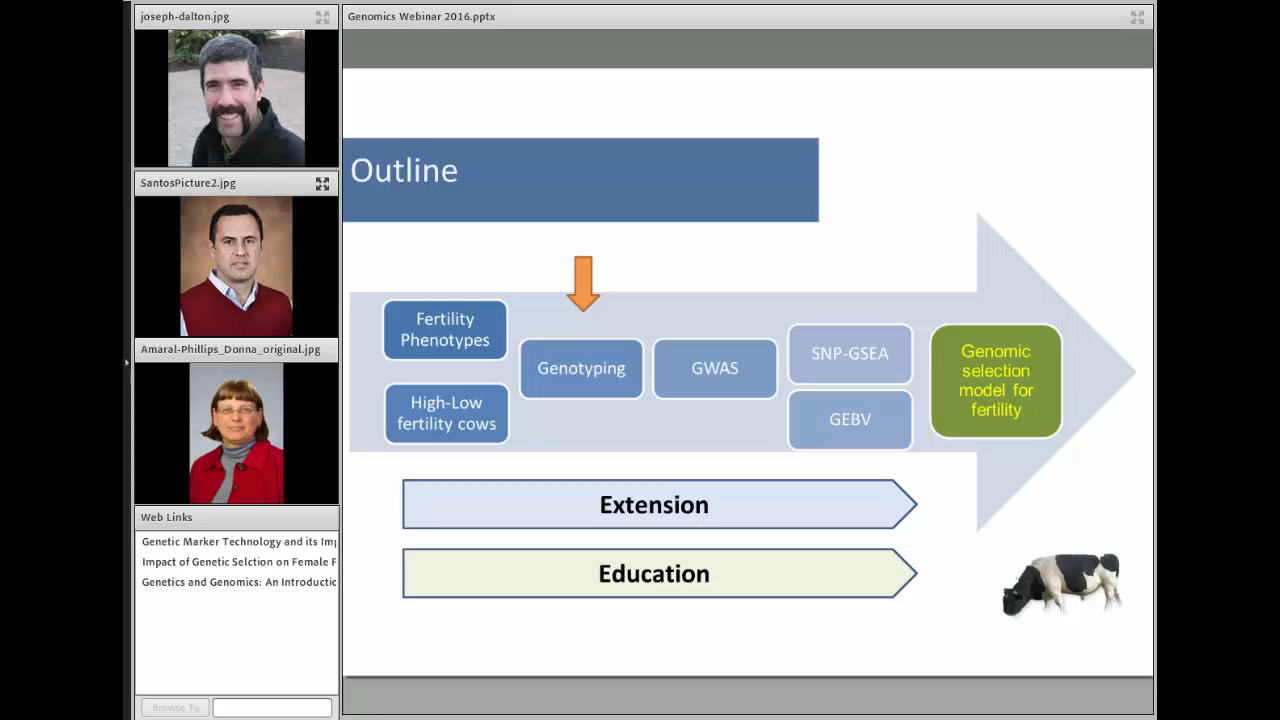 joseph-dalton.jpg
SantosPicture2.jpg
Amaral-Phillips_Donna_original.jpg
Web Links
Genetic Marker Technology and its Imp
Impact of Genetic Selction on Female F
Genetics and Genomics: An Introductic
Browse To
Genomics Webinar 2016.pptx
Outline
Fertility
Phenotypes
High-Low
fertility cows
Genotyping
GWAS
SNP-GSEA
GEBV
Genomic
selection
model for
fertility
Extension
Education